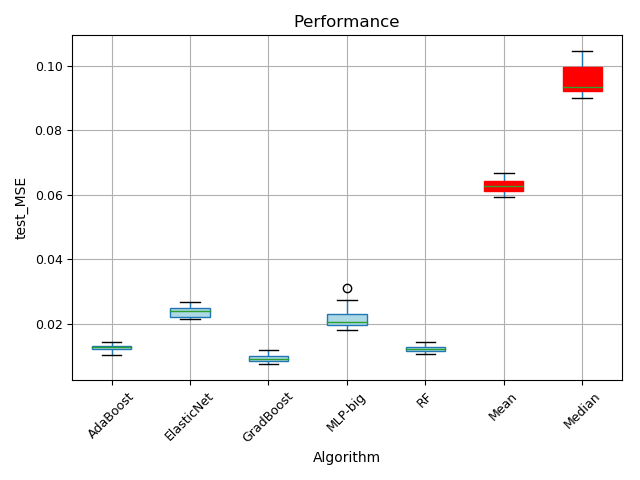 Performance
test_MSE
0.10
0.08
0.06
0.04
0.02
AdaBoost
ElasticNet
GradBoost
MLP-big
RF
Mean
Median
Algorithm